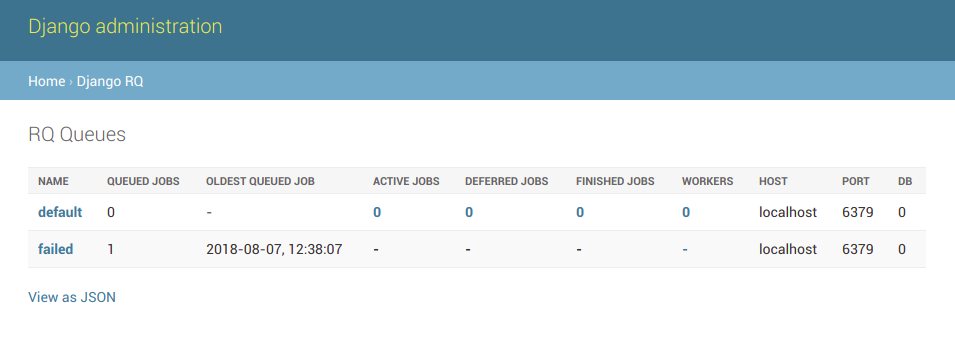 Django administration
Home › Django RQ
RQ Queues
NAME QUEUED JOBS OLDEST QUEUED JOB ACTIVE JOBS DEFERRED JOBS FINISHED JOBS WORKERS HOST PORT DB
default 0 - 0 0 0 0 localhost 6379 0
failed 1 2018-08-07, 12:38:07 - - - - localhost 6379 0
View as JSON